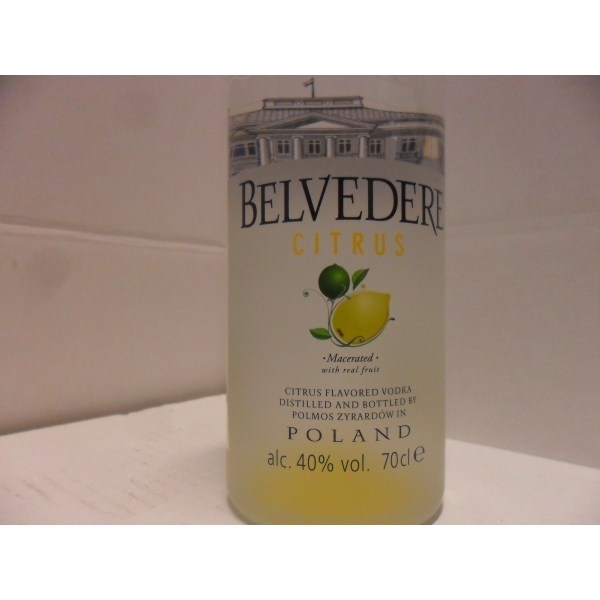 BELVEDERE
CITRUS
•Macerated•
with real fruit
CITRUS FLAVORED VODKA
DISTILLED AND BOTTLED BY
POLMOS ZYRARDÓW IN
POLAND
alc. 40% vol. 70cl e